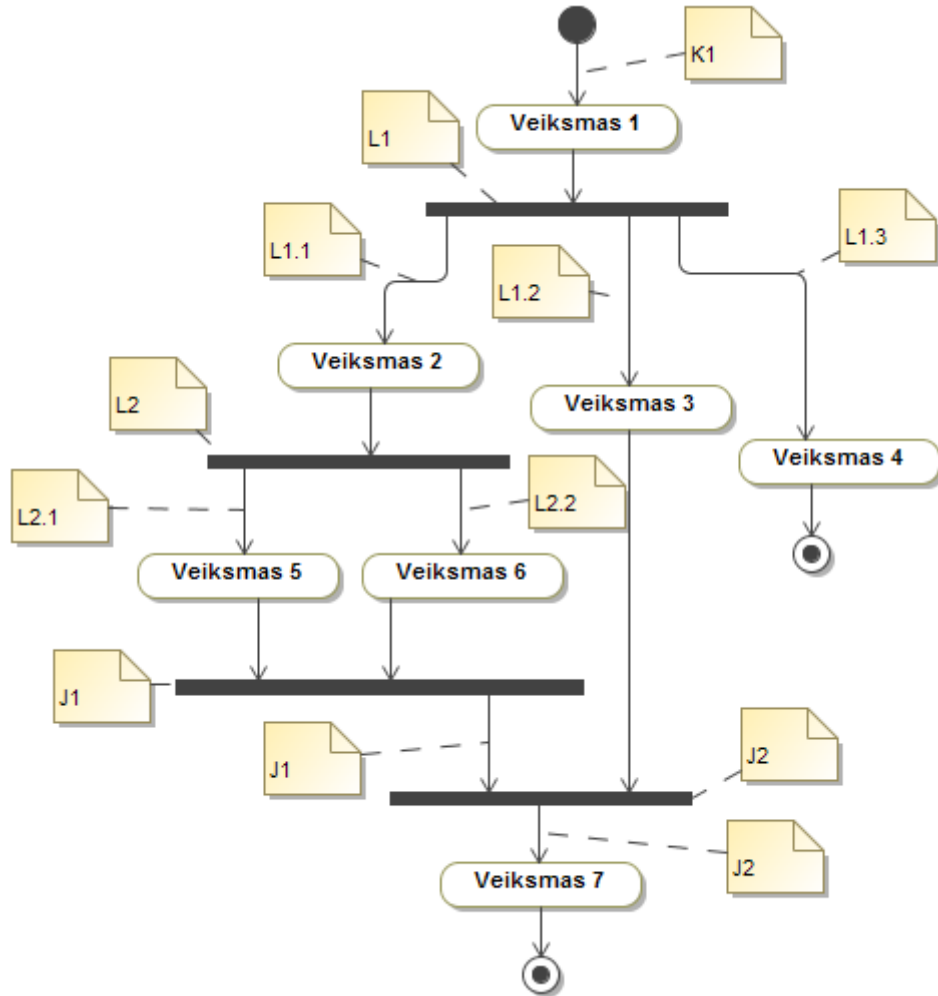 K1
Veiksmas 1
L1
L1.1
L1.2
L1.3
Veiksmas 2
Veiksmas 3
L2
Veiksmas 4
L2.1
L2.2
Veiksmas 5
Veiksmas 6
J1
J1
J2
J2
Veiksmas 7